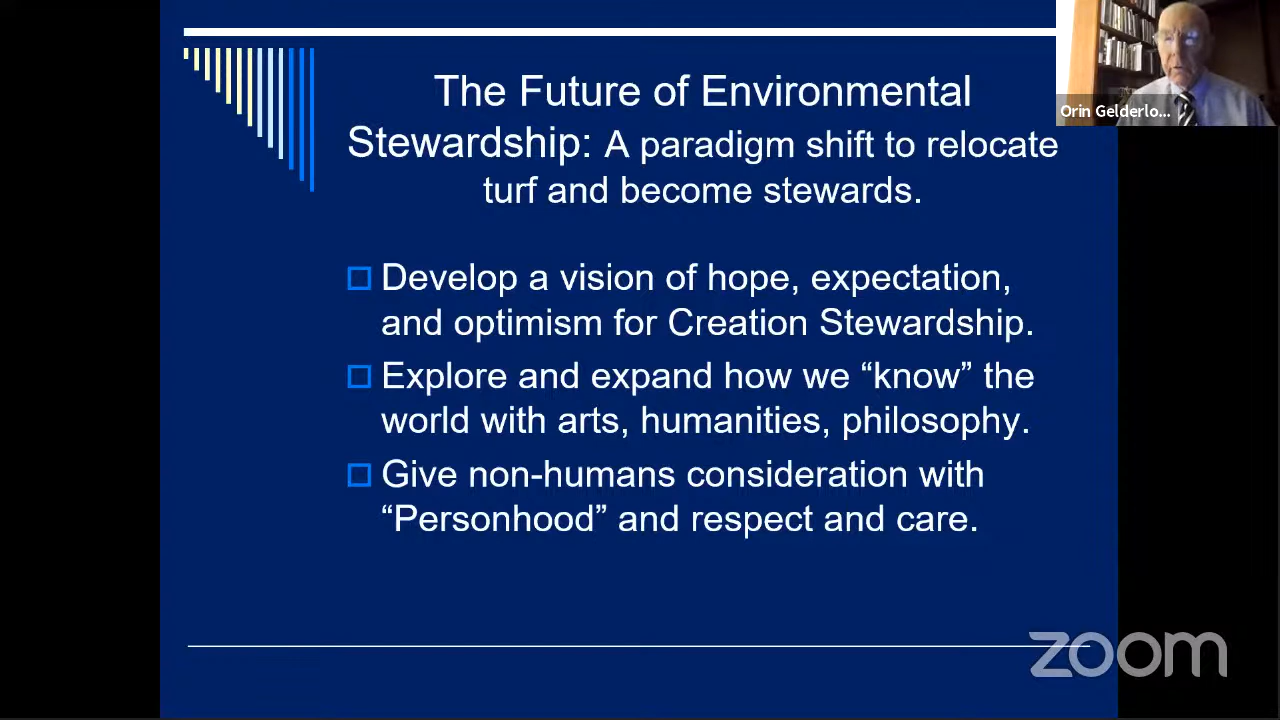 The Future of Environmental
Stewardship: A paradigm shift to relocate
turf and become stewards.
Develop a vision of hope, expectation,
and optimism for Creation Stewardship.
Explore and expand how we “know” the
world with arts, humanities, philosophy.
Give non-humans consideration with
“Personhood” and respect and care.
Orin Gelderlo...
zoom